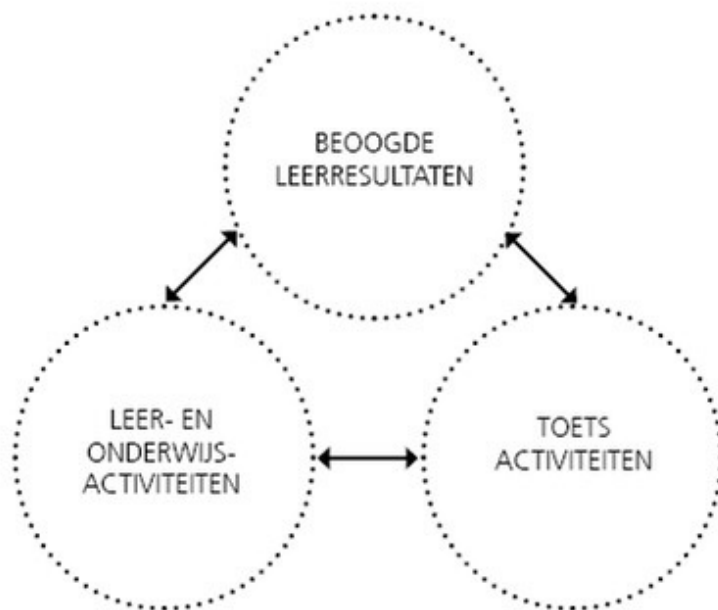 BEOOGDE
LEERRESULTATEN
LEER- EN
ONDERWIJS-
ACTIVITEITEN
TOETS
ACTIVITEITEN